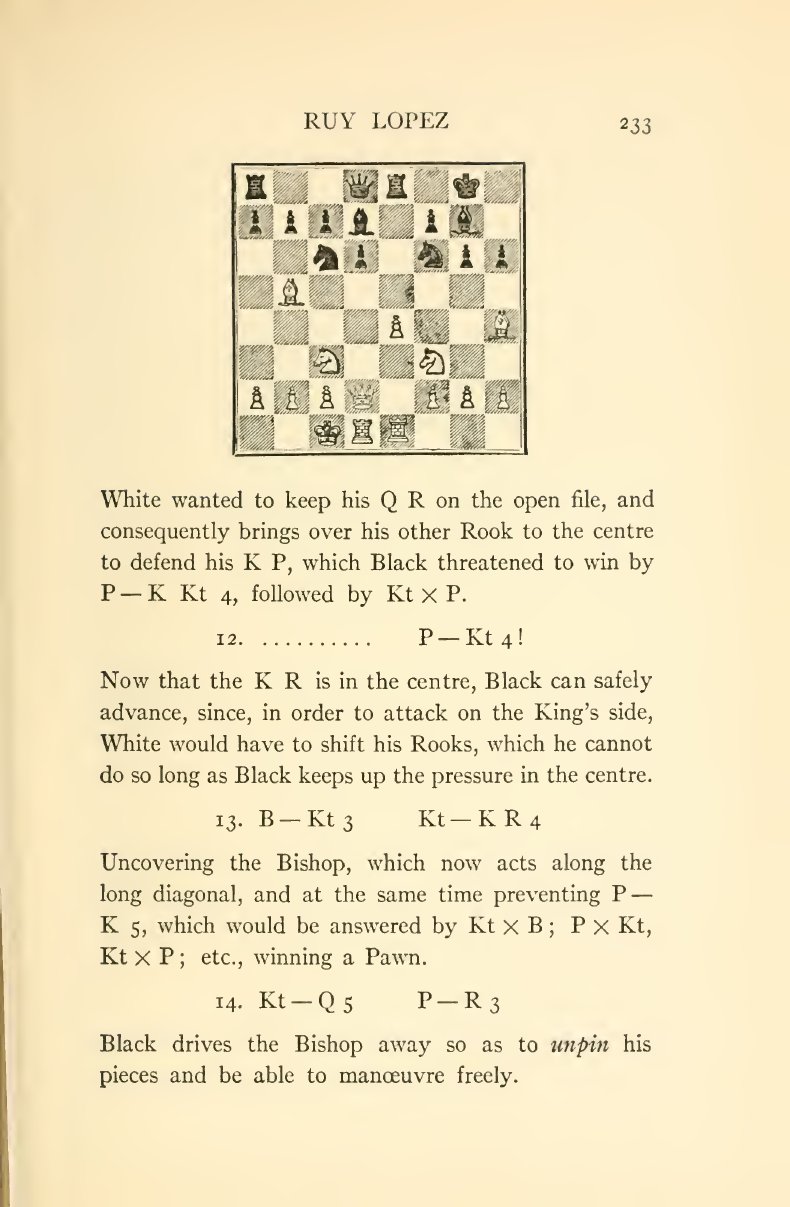 RUY LOPEZ 233
White wanted to keep his Q R on the open file, and
consequently brings over his other Rook to the centre
to defend his K P, which Black threatened to win by
P — K Kt 4, followed by Kt × P.
12. .......... P — Kt 4!
Now that the K R is in the centre, Black can safely
advance, since, in order to attack on the King's side,
White would have to shift his Rooks, which he cannot
do so long as Black keeps up the pressure in the centre.
13. B — Kt 3 Kt — K R 4
Uncovering the Bishop, which now acts along the
long diagonal, and at the same time preventing P —
K 5, which would be answered by Kt × B; P × Kt,
Kt × P; etc., winning a Pawn.
14. Kt — Q 5 P — R 3
Black drives the Bishop away so as to unpin his
pieces and be able to manœuvre freely.